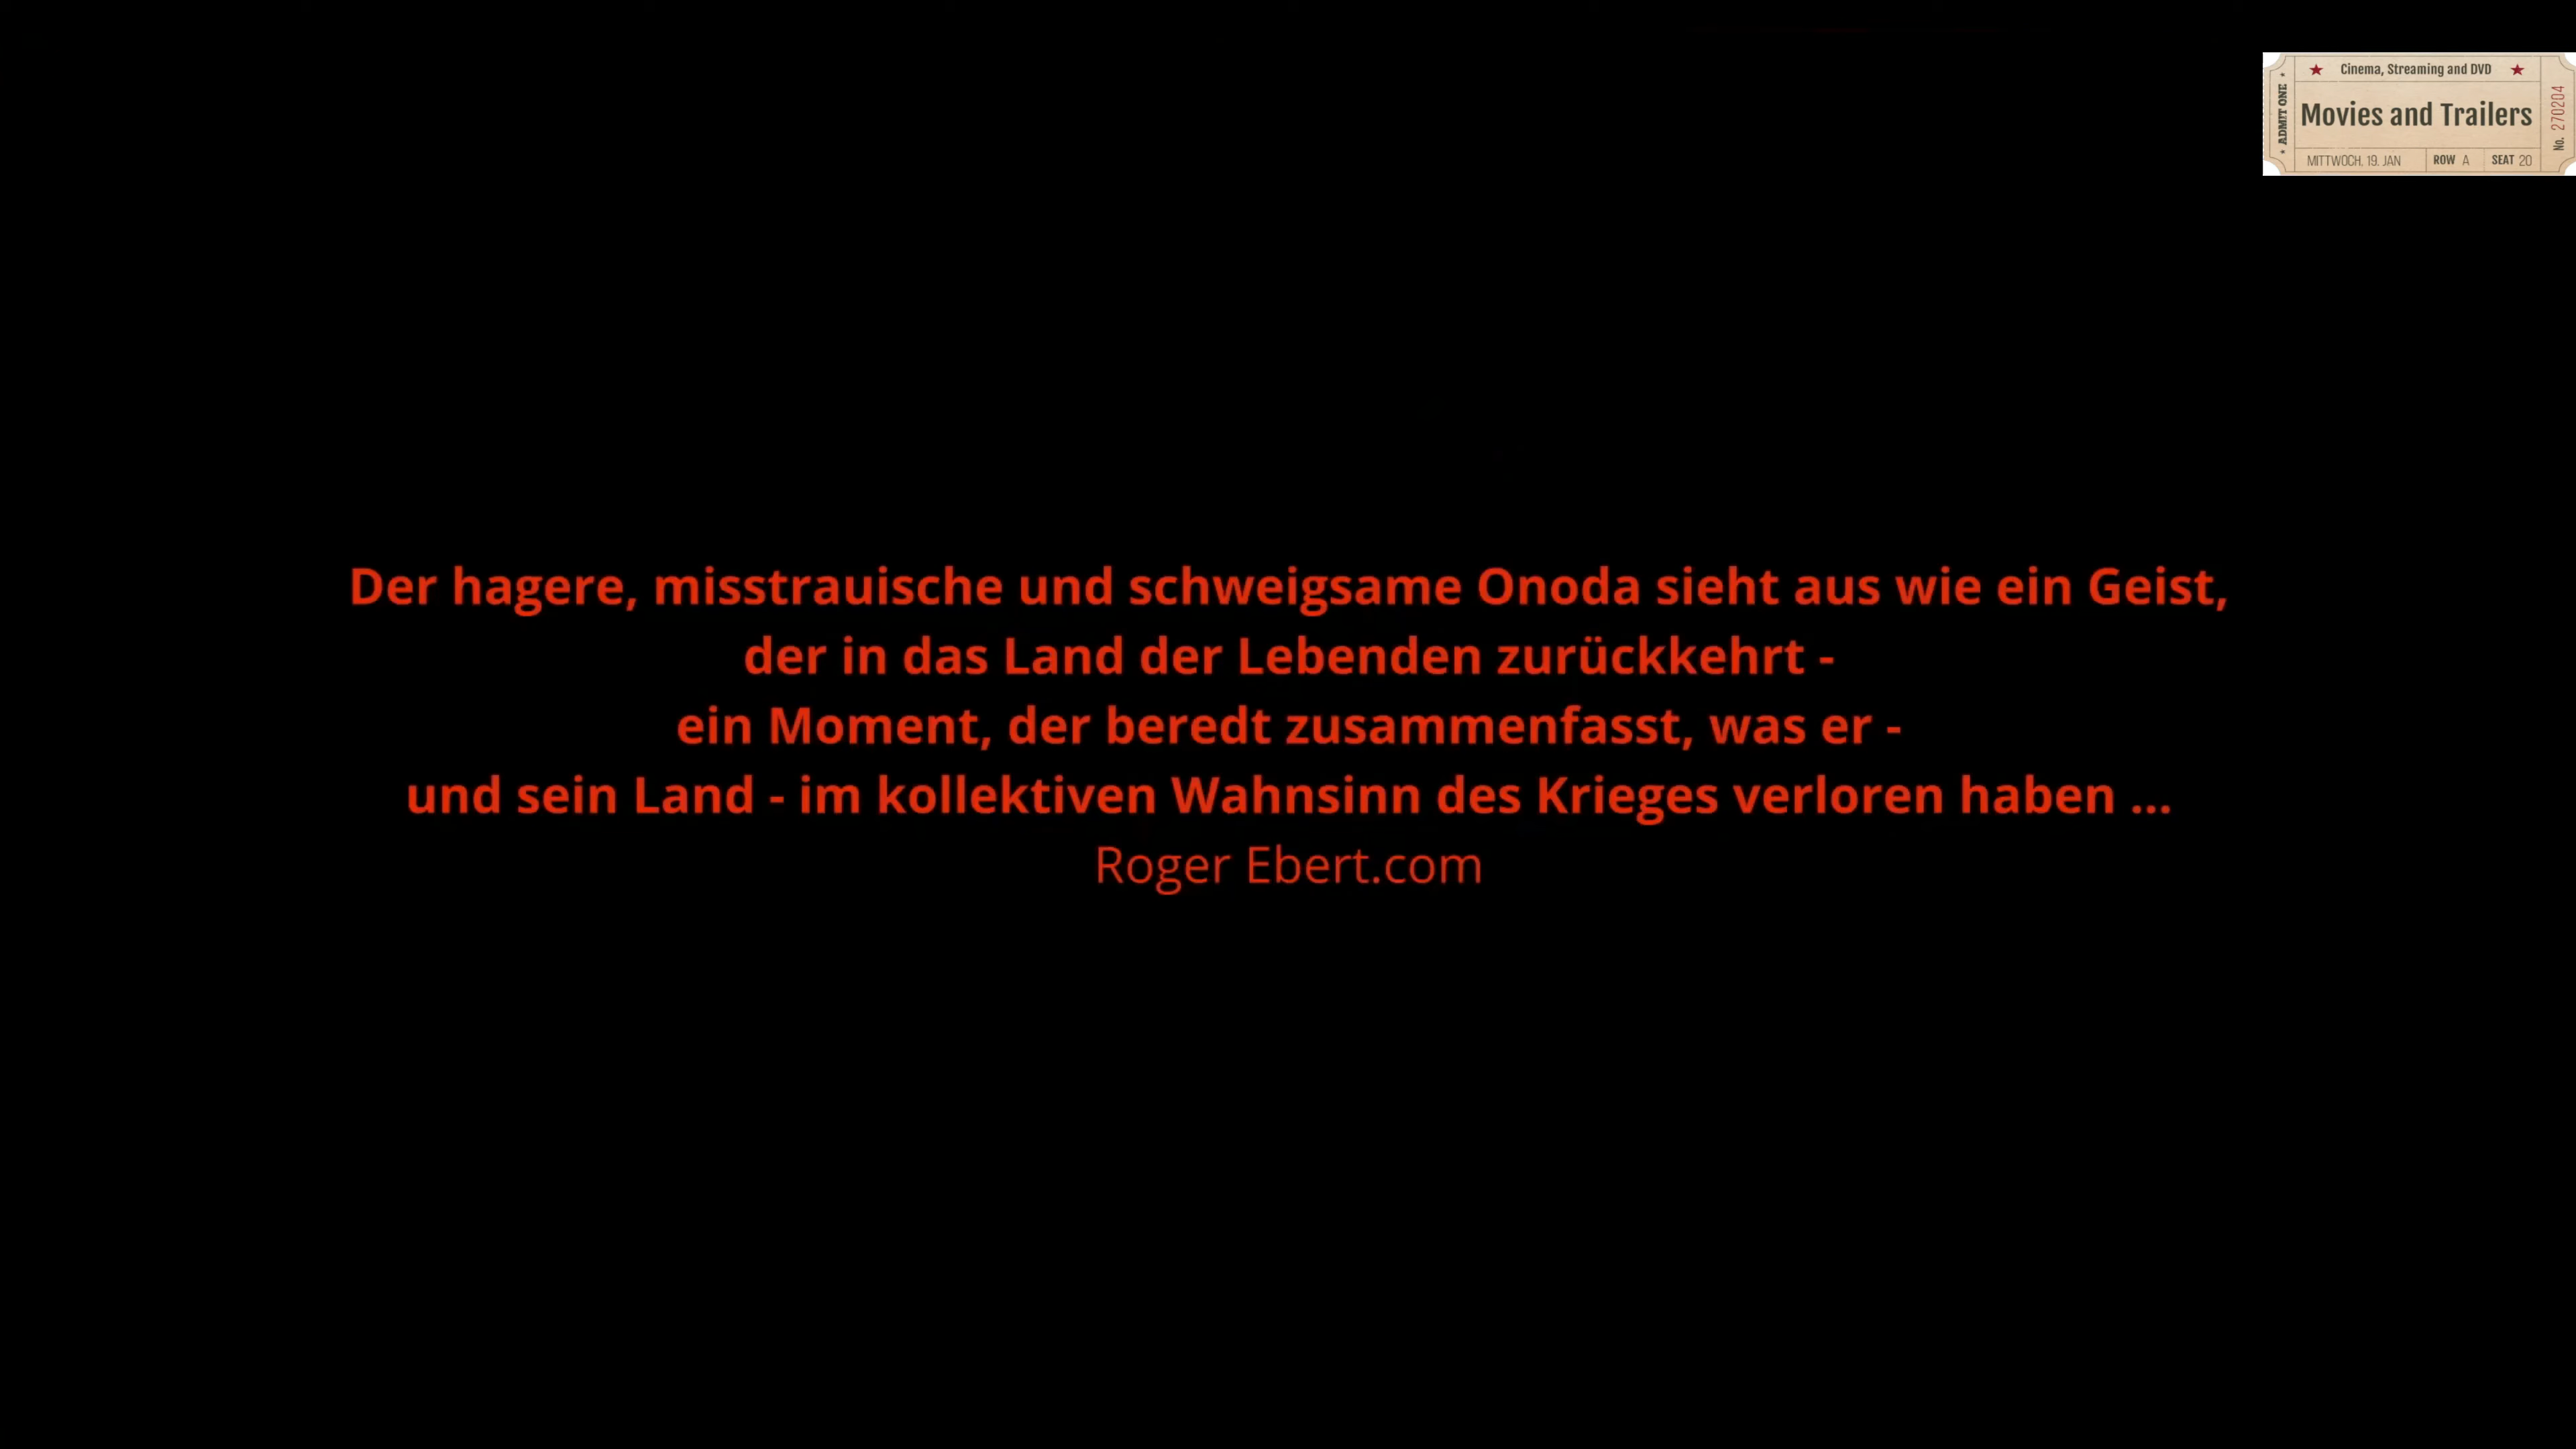 ★ Cinema, Streaming and DVD ★
* ADMIT ONE *
Movies and Trailers
No. 270204
MITTWOCH, 19. JAN
ROW A
SEAT 20
Der hagere, misstrauische und schweigsame Onoda sieht aus wie ein Geist,
der in das Land der Lebenden zurückkehrt -
ein Moment, der beredt zusammenfasst, was er -
und sein Land - im kollektiven Wahnsinn des Krieges verloren haben ...
Roger Ebert.com